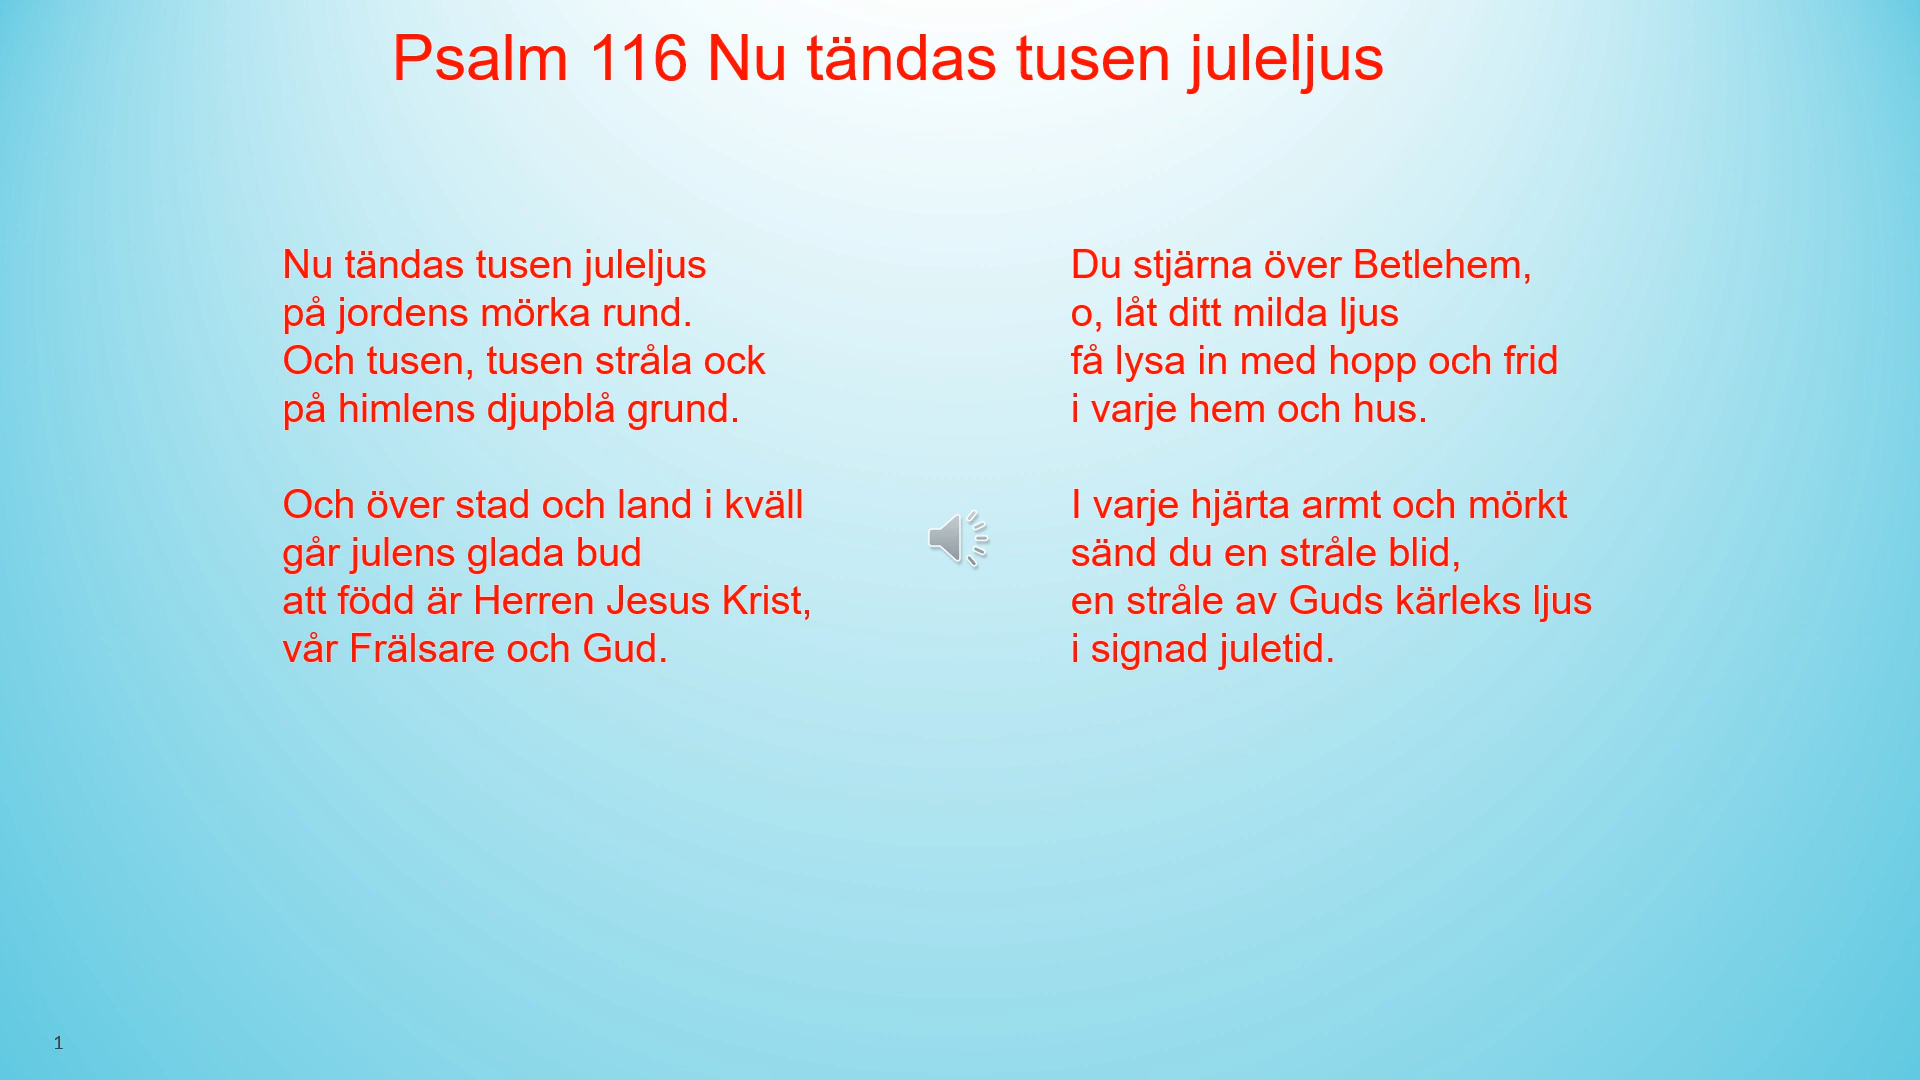 Psalm 116 Nu tändas tusen juleljus
Nu tändas tusen juleljus
på jordens mörka rund.
Och tusen, tusen stråla ock
på himlens djupblå grund.
Och över stad och land i kväll
går julens glada bud
att född är Herren Jesus Krist,
vår Frälsare och Gud.
Du stjärna över Betlehem,
o, låt ditt milda ljus
få lysa in med hopp och frid
i varje hem och hus.
I varje hjärta armt och mörkt
sänd du en stråle blid,
en stråle av Guds kärleks ljus
i signad juletid.
1